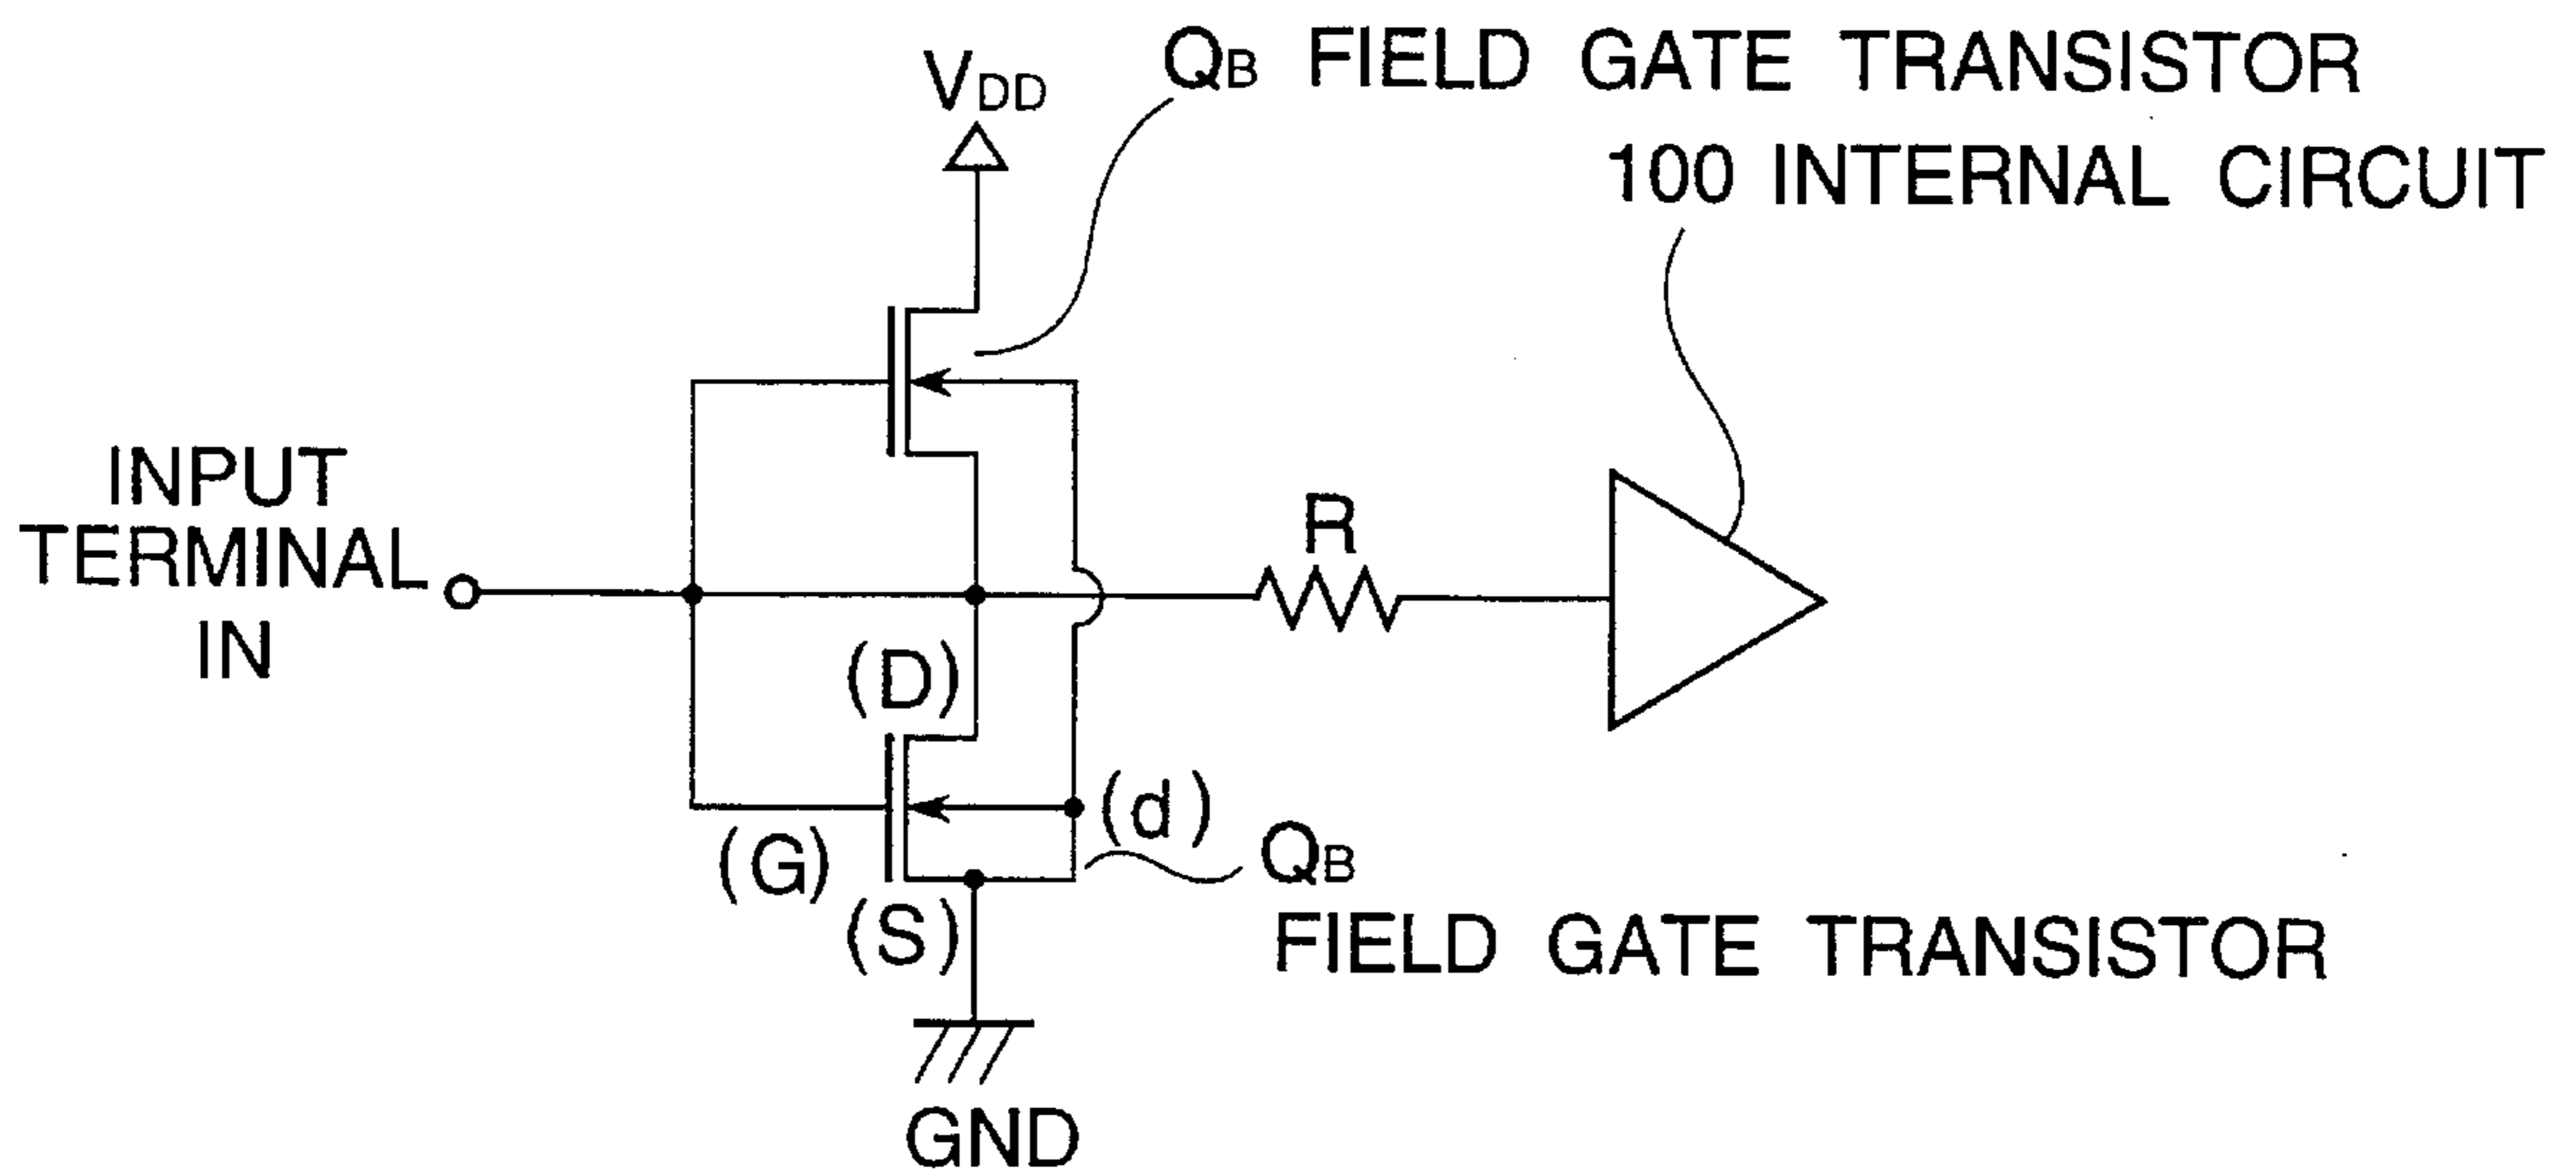 VDD
QB FIELD GATE TRANSISTOR
100 INTERNAL CIRCUIT
INPUT
TERMINAL
IN
R
(D)
(d)
(G)
(S)
QB
FIELD GATE TRANSISTOR
GND